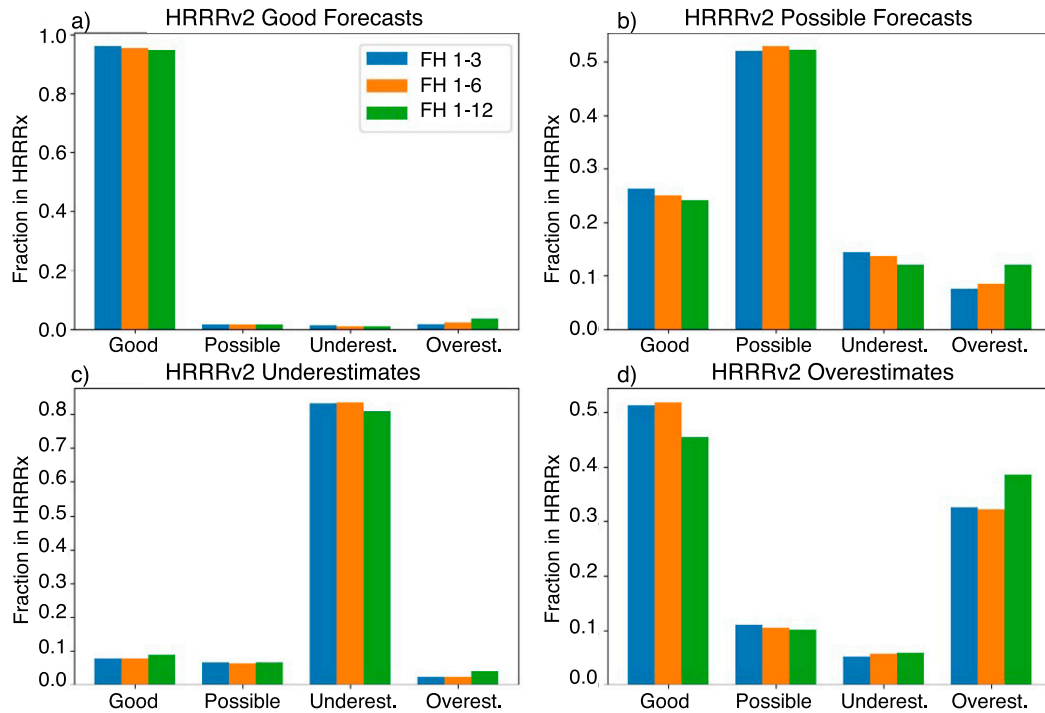 a)
HRRRv2 Good Forecasts
Fraction in HRRRx
1.0
0.8
0.6
0.4
0.2
0.0
FH 1-3
FH 1-6
FH 1-12
Good Possible Underest. Overest.
b)
HRRRv2 Possible Forecasts
Fraction in HRRRx
0.5
0.4
0.3
0.2
0.1
0.0
Good Possible Underest. Overest.
c)
HRRRv2 Underestimates
Fraction in HRRRx
0.8
0.7
0.6
0.5
0.4
0.3
0.2
0.1
0.0
Good Possible Underest. Overest.
d)
HRRRv2 Overestimates
Fraction in HRRRx
0.5
0.4
0.3
0.2
0.1
0.0
Good Possible Underest. Overest.